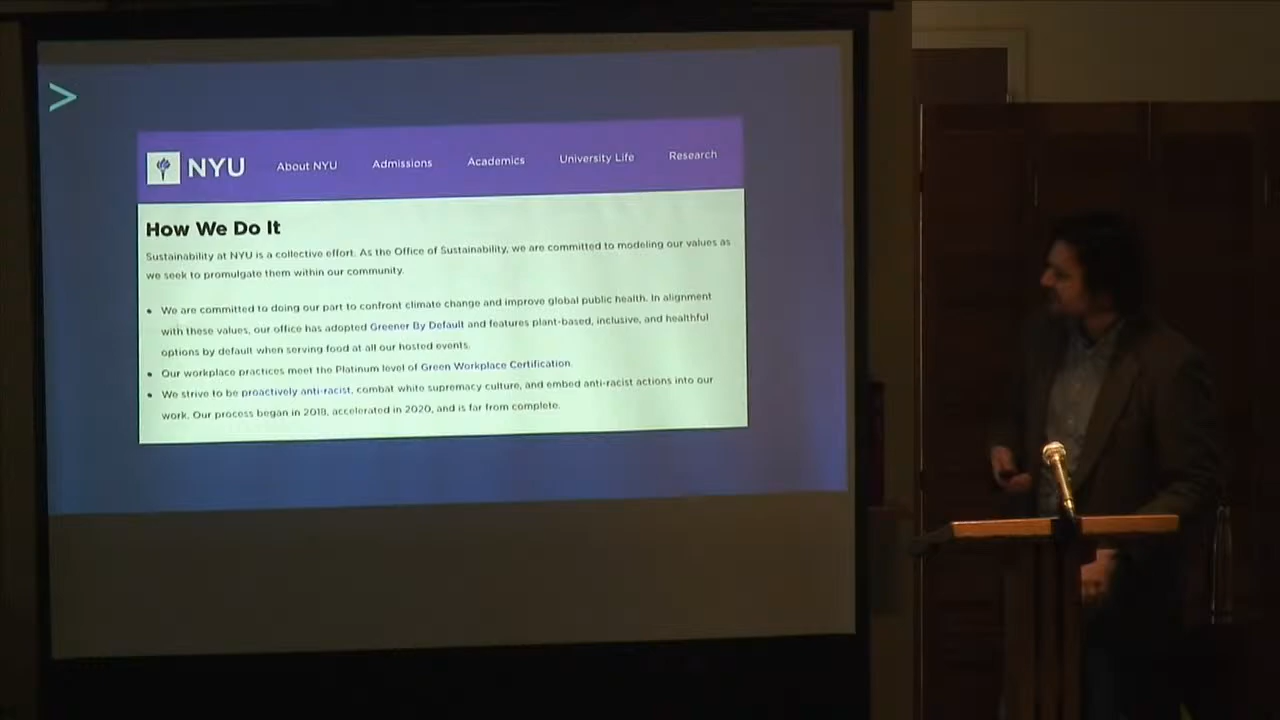 >
NYU About NYU Admissions Academics University Life Research
How We Do It
Sustainability at NYU is a collective effort. As the Office of Sustainability, we are committed to modeling our values as
we seek to promulgate them within our community.
• We are committed to doing our part to confront climate change and improve global public health. In alignment
with these values, our office has adopted Greener By Default and features plant-based, inclusive, and healthful
options by default when serving food at all our hosted events.
• Our workplace practices meet the Platinum level of Green Workplace Certification.
• We strive to be proactively anti-racist, combat white supremacy culture, and embed anti-racist actions into our
work. Our process began in 2018, accelerated in 2020, and is far from complete.